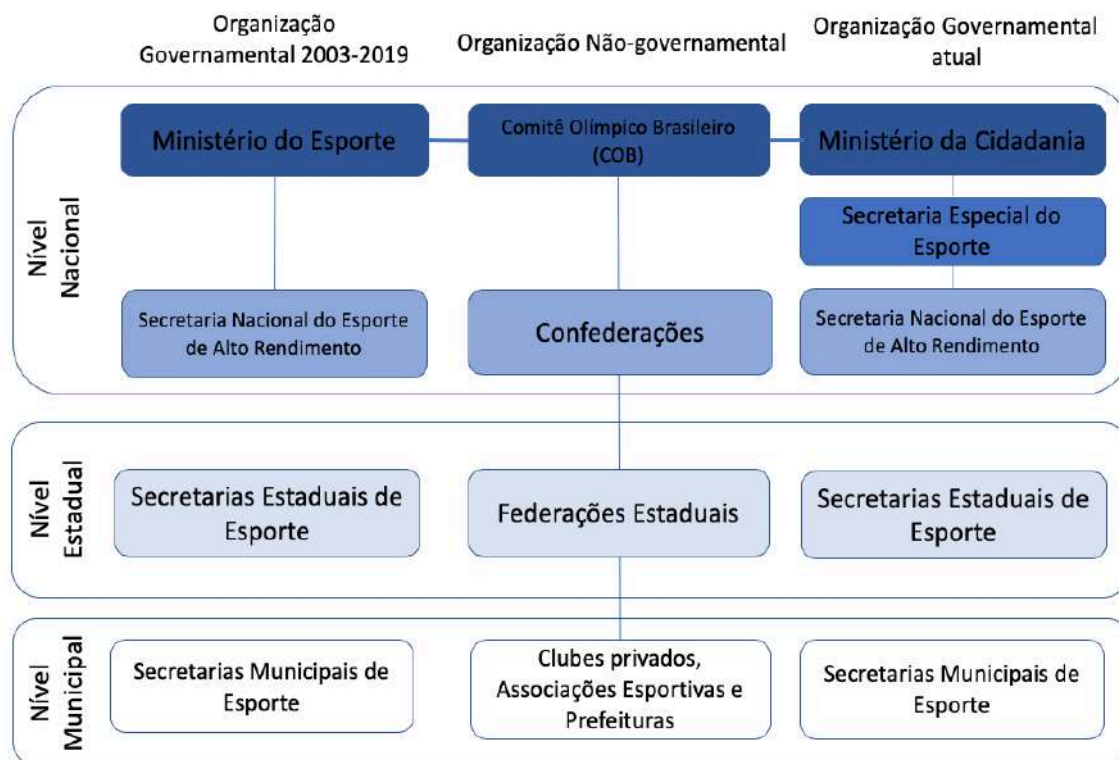 Organização
Governamental 2003-2019
Organização Não-governamental
Organização Governamental
atual
Nível
Nacional
Ministério do Esporte
Comitê Olímpico Brasileiro
(COB)
Ministério da Cidadania
Secretaria Especial do
Esporte
Secretaria Nacional do Esporte
de Alto Rendimento
Confederações
Secretaria Nacional do Esporte
de Alto Rendimento
Nível
Estadual
Secretarias Estaduais de
Esporte
Federações Estaduais
Secretarias Estaduais de
Esporte
Nível
Municipal
Secretarias Municipais de
Esporte
Clubes privados,
Associações Esportivas e
Prefeituras
Secretarias Municipais de
Esporte